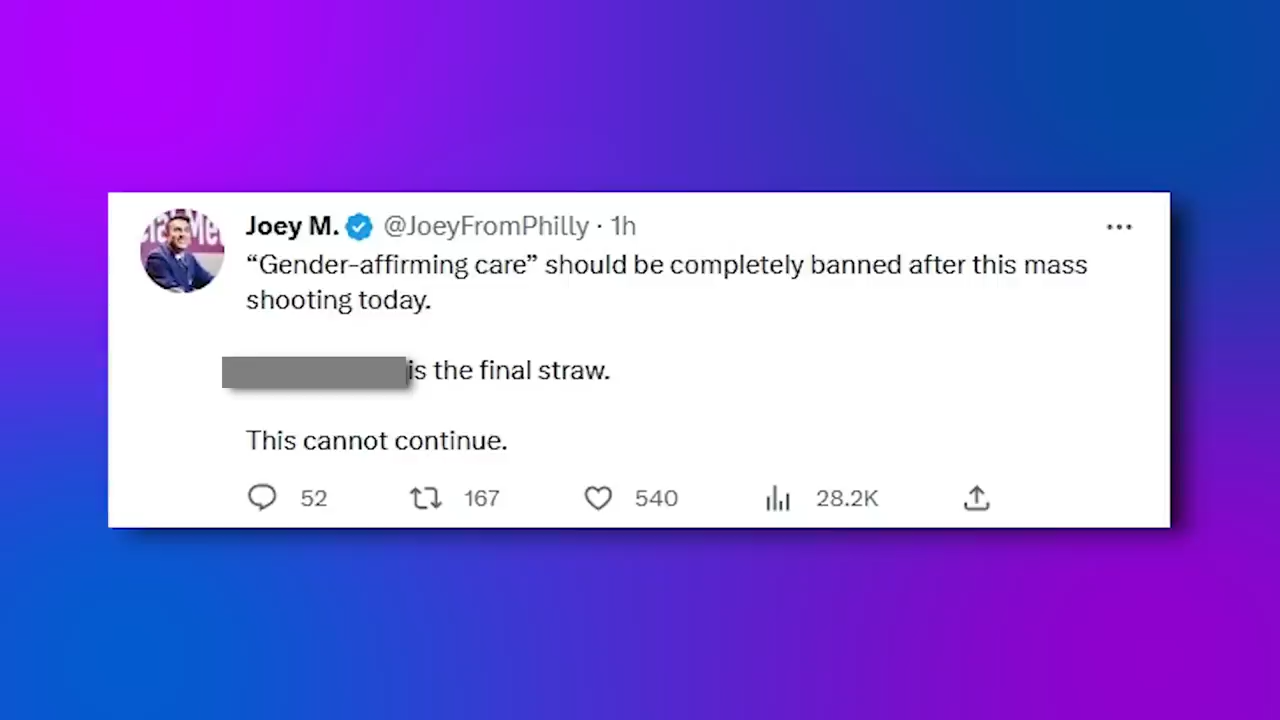 Joey M. @JoeyFromPhilly · 1h
“Gender-affirming care” should be completely banned after this mass
shooting today.
is the final straw.
This cannot continue.
52 167 540 28.2K